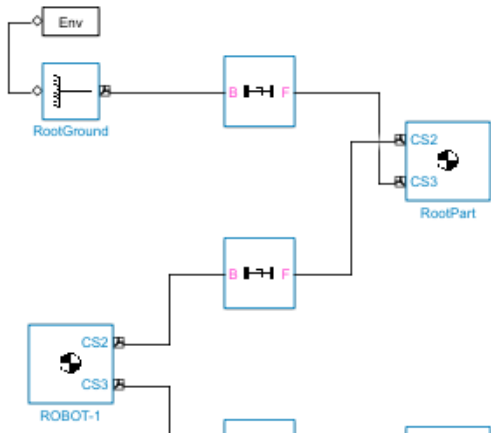 Env
RootGround
B F
CS2
CS3
RootPart
B F
CS2
CS3
ROBOT-1